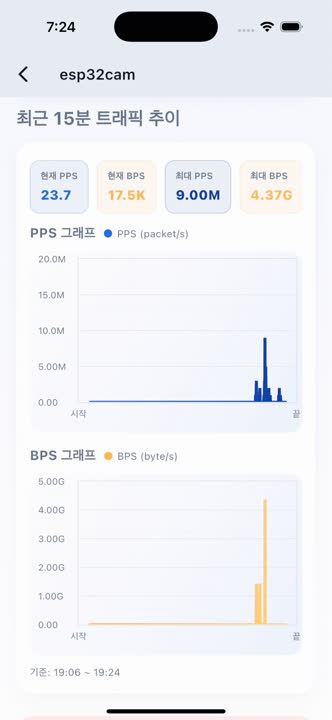 7:24
esp32cam
최근 15분 트래픽 추이
현재 PPS
23.7
현재 BPS
17.5K
최대 PPS
9.00M
최대 BPS
4.37G
PPS 그래프
PPS (packet/s)
20.0M
15.0M
10.0M
5.00M
0.00
시작
끝
BPS 그래프
BPS (byte/s)
5.00G
4.00G
3.00G
2.00G
1.00G
0.00
시작
끝
기준: 19:06 ~ 19:24